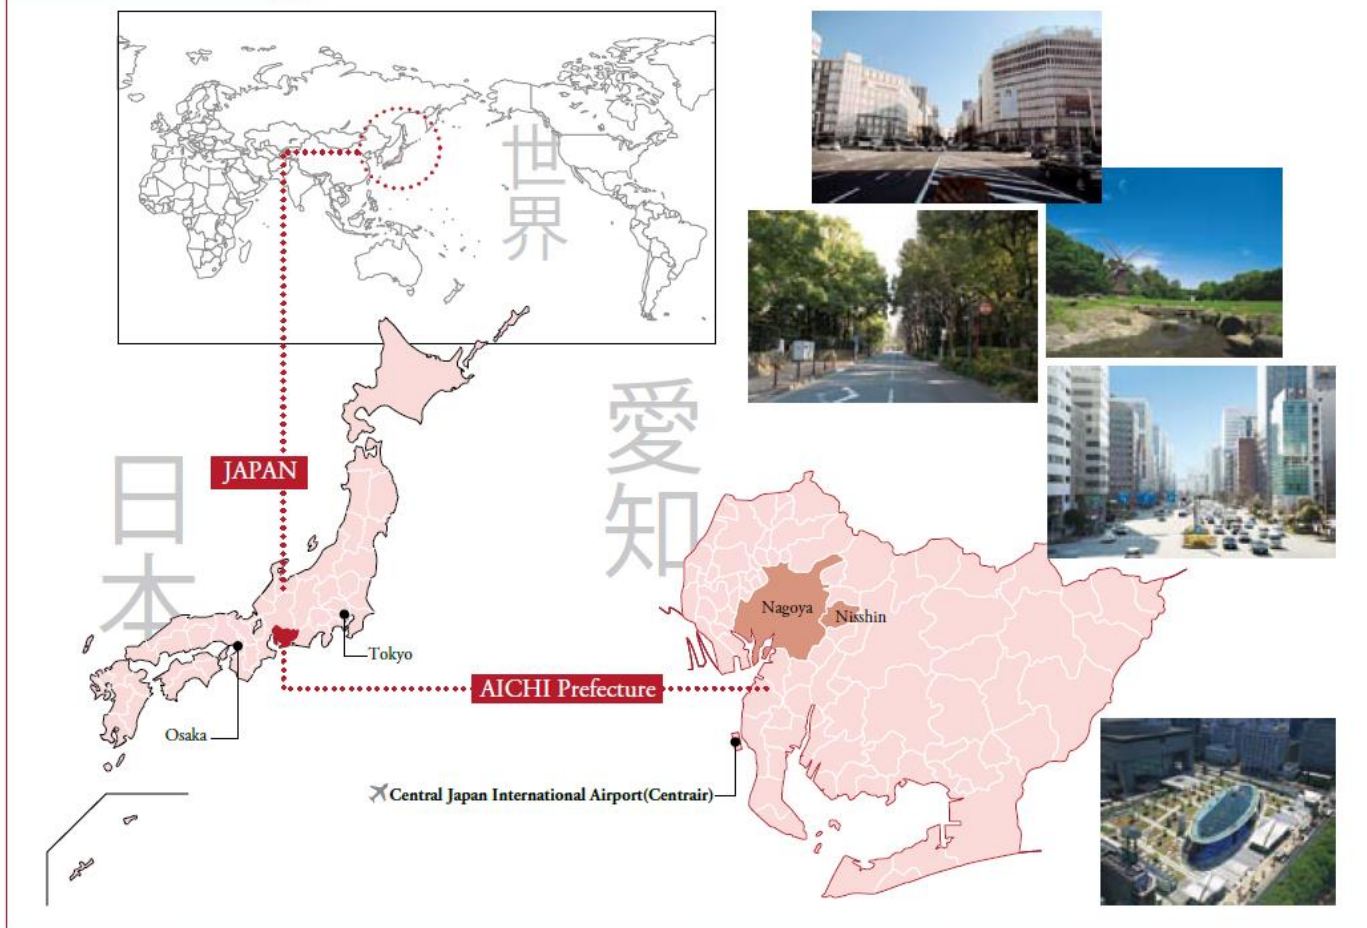 世界
日本
愛知
JAPAN
Nagoya
Nisshin
Tokyo
AICHI Prefecture
Osaka
Central Japan International Airport(Centrair)